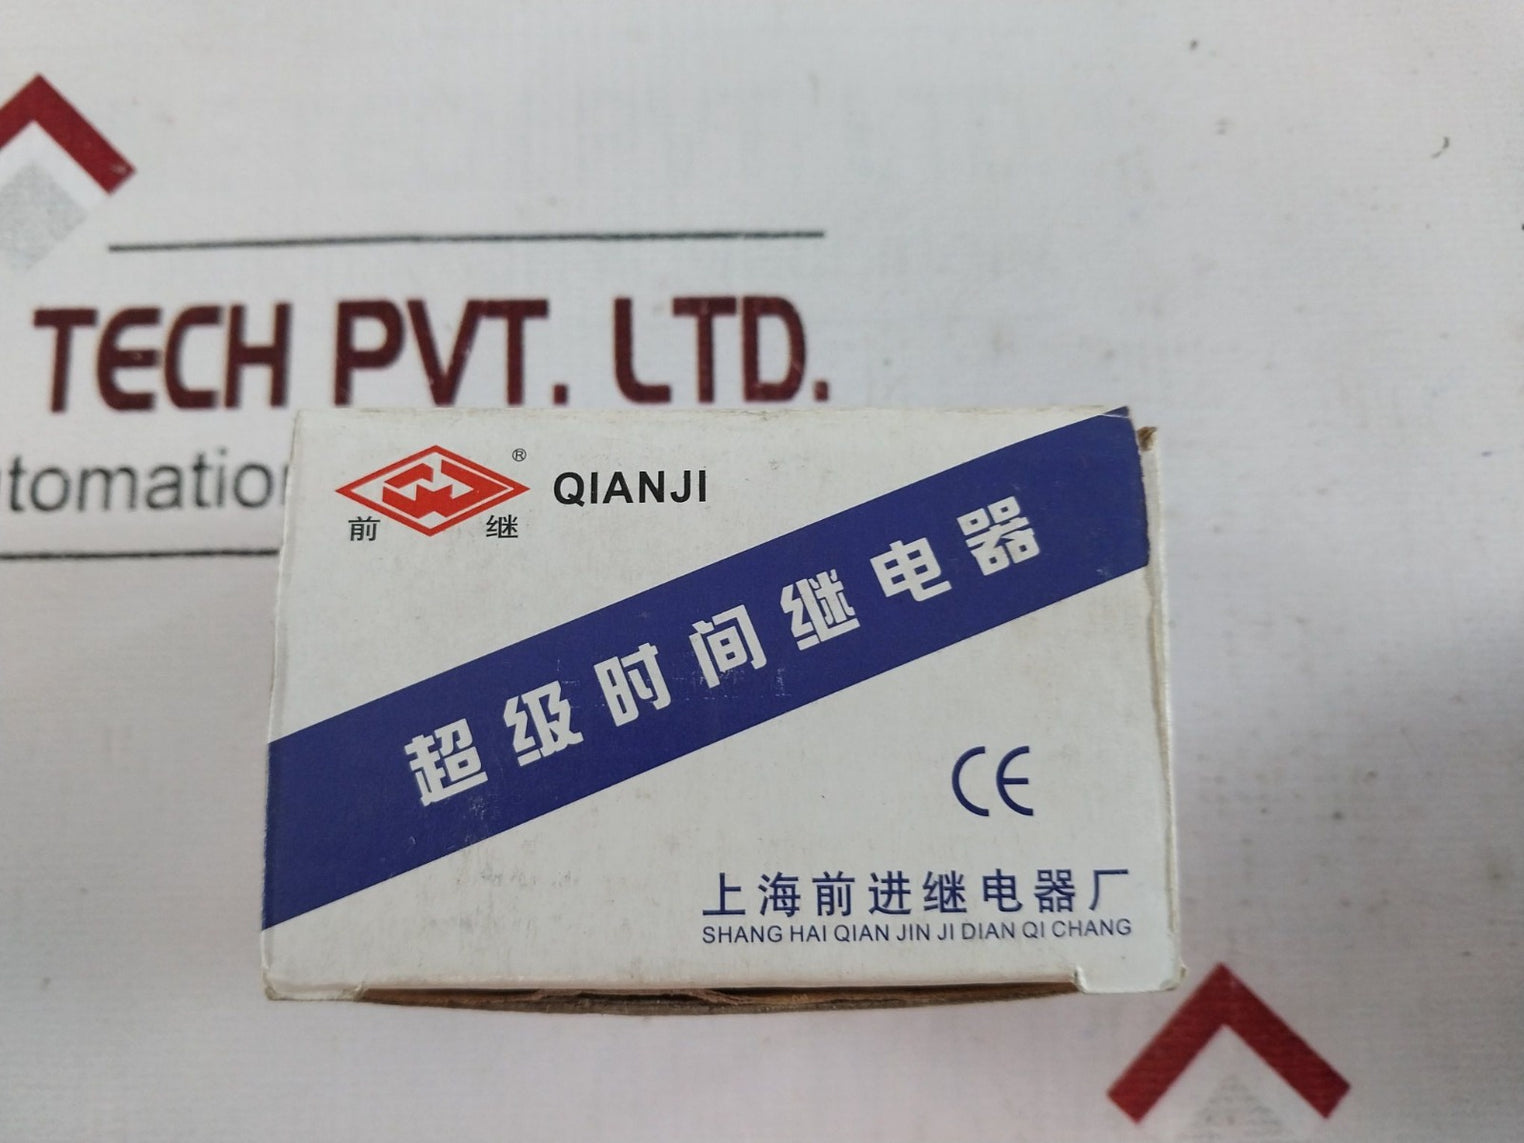 TECH PVT. LTD.
utomatio
® QIANJI
前 继
超级时间继电器
CE
上海前进继电器厂
SHANG HAI QIAN JIN JI DIAN QI CHANG